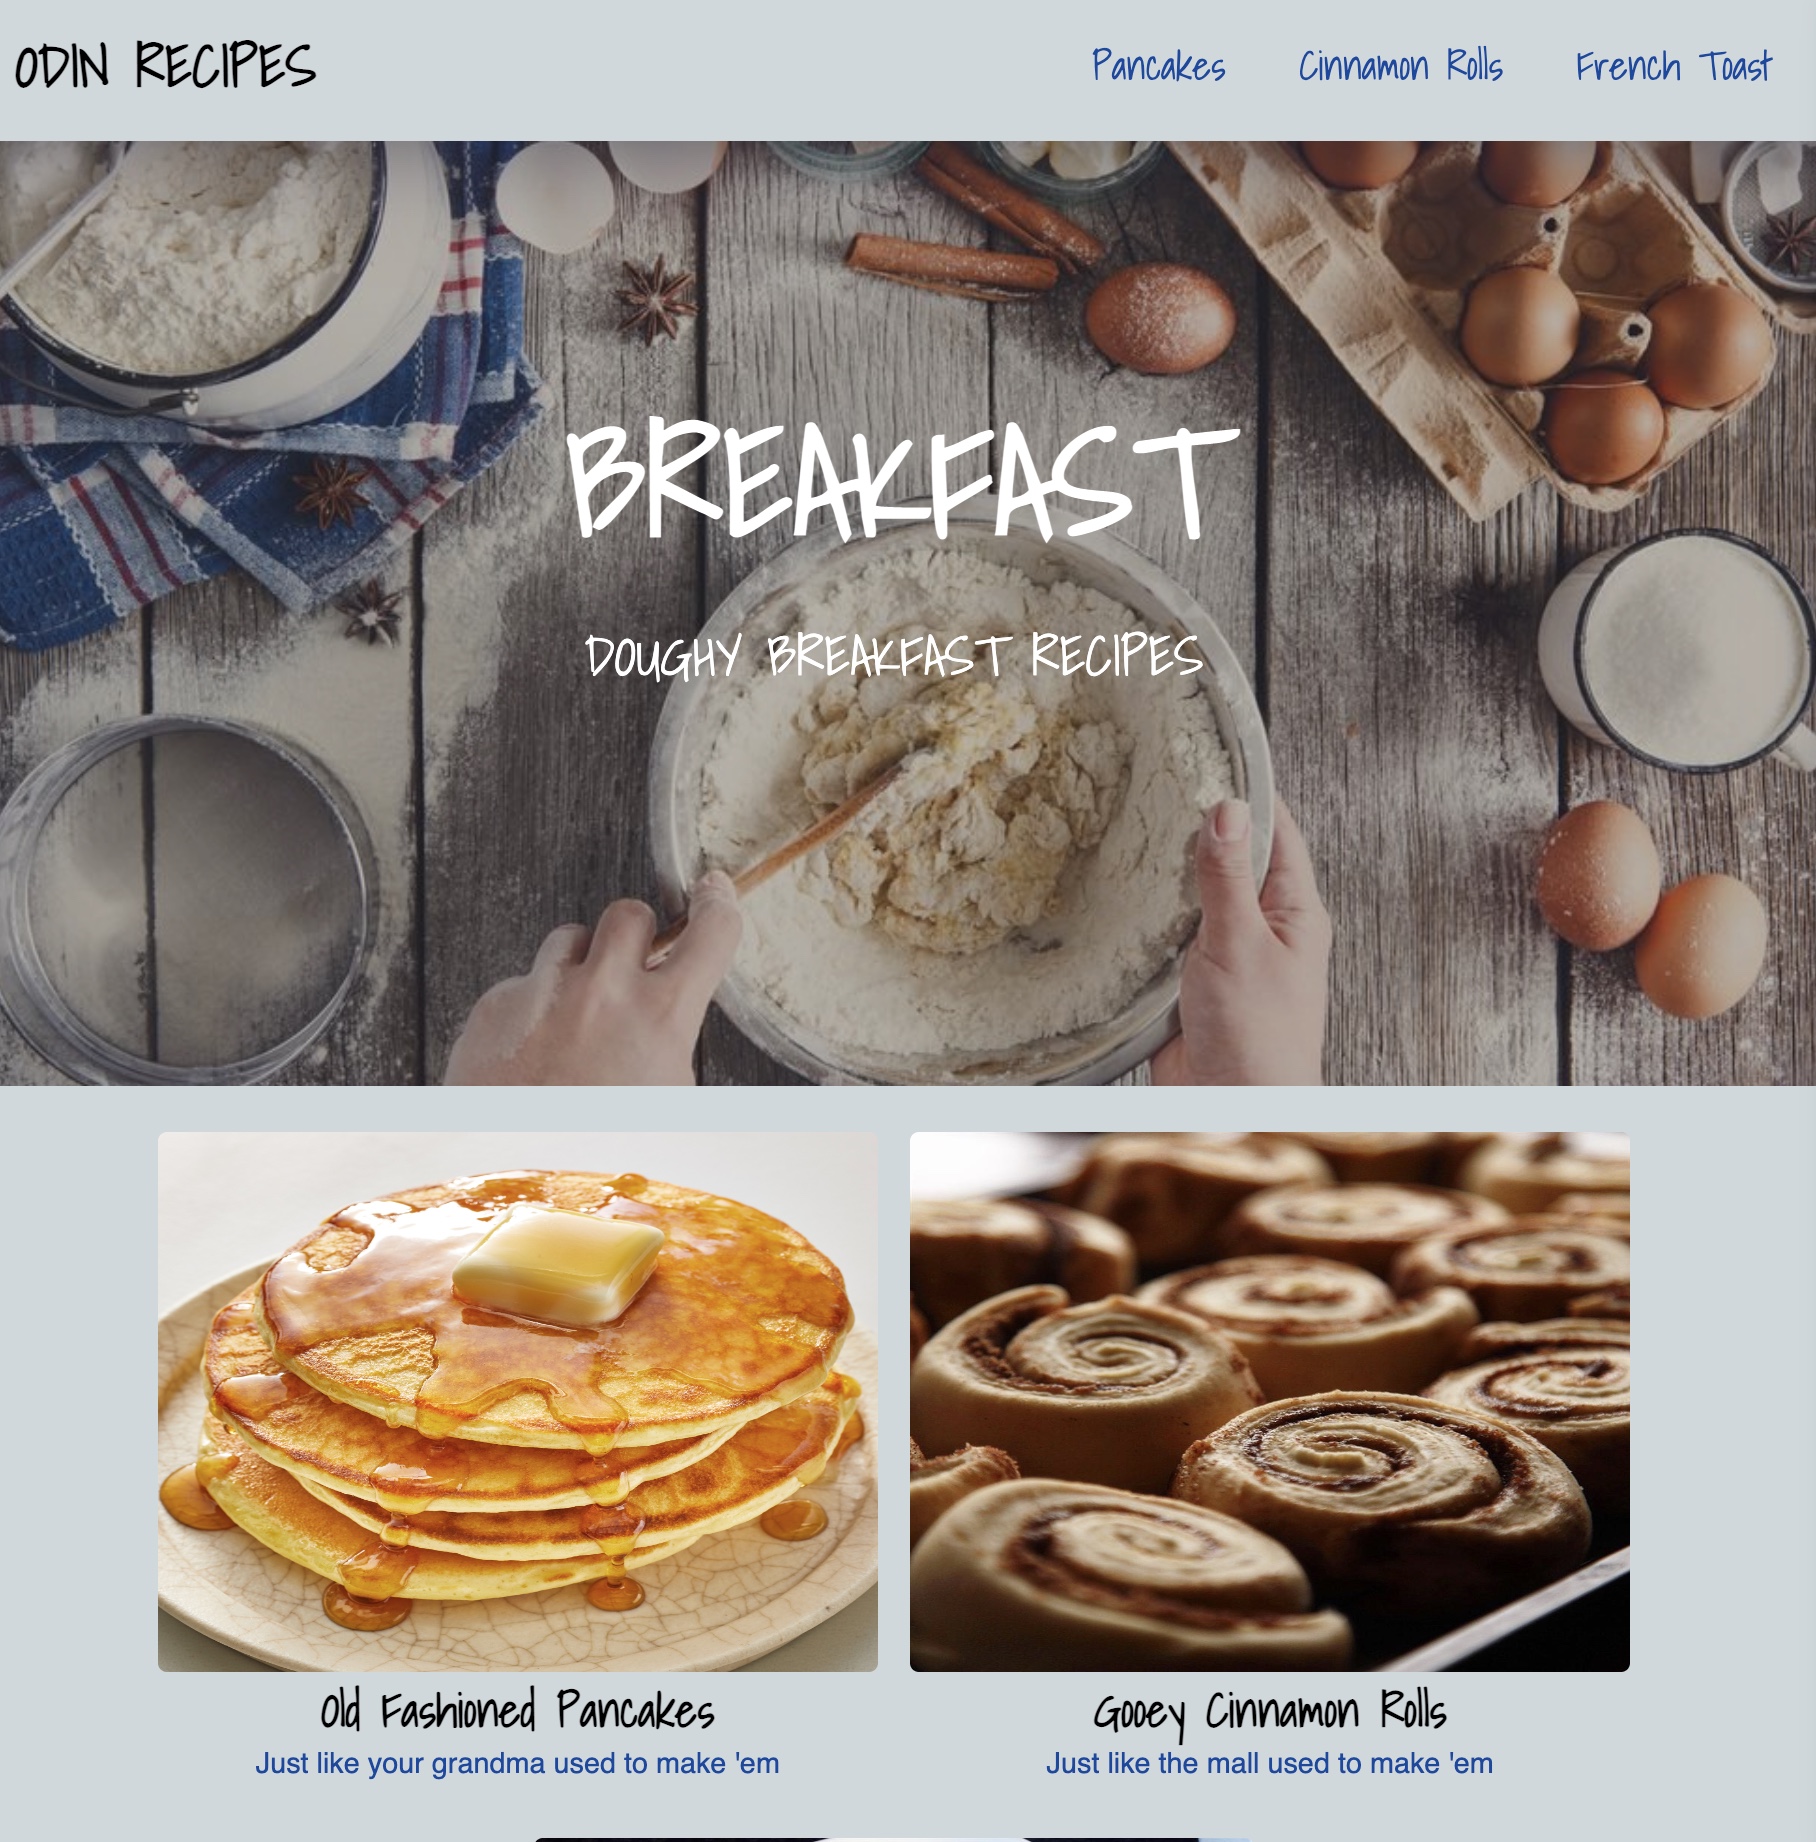 ODIN RECIPES
Pancakes Cinnamon Rolls French Toast
BREAKFAST
DOUGHY BREAKFAST RECIPES
Old Fashioned Pancakes
Just like your grandma used to make 'em
Gooey Cinnamon Rolls
Just like the mall used to make 'em